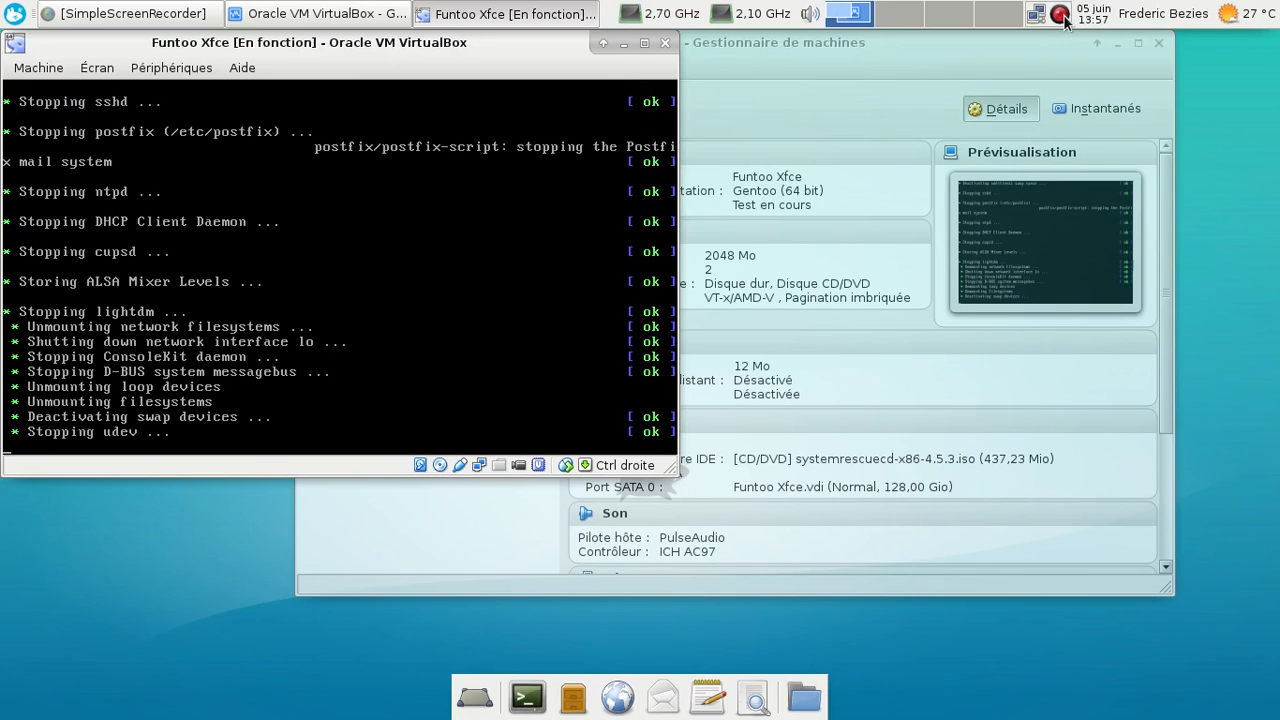 [SimpleScreenRecorder]
Oracle VM VirtualBox - G...
Funtoo Xfce [En fonction]...
2,70 GHz
2,10 GHz
05 juin
13:57
Frederic Bezies
27 °C
Funtoo Xfce [En fonction] - Oracle VM VirtualBox
- Gestionnaire de machines
Machine Écran Périphériques Aide
* Stopping sshd ... [ ok ]
* Stopping postfix (/etc/postfix) ...
postfix/postfix-script: stopping the Postfi
x mail system [ ok ]
* Stopping ntpd ... [ ok ]
* Stopping DHCP Client Daemon ... [ ok ]
* Stopping cupsd ... [ ok ]
* Storing ALSA Mixer Levels ... [ ok ]
* Stopping lightdm ... [ ok ]
* Unmounting network filesystems ... [ ok ]
* Shutting down network interface lo ... [ ok ]
* Stopping ConsoleKit daemon ... [ ok ]
* Stopping D-BUS system messagebus ... [ ok ]
* Unmounting loop devices
* Unmounting filesystems
* Deactivating swap devices ... [ ok ]
* Stopping udev ... [ ok ]
Ctrl droite
Détails
Instantanés
Funtoo Xfce
tation : Gentoo (64 bit)
Test en cours
2048 Mo
2
e : Disquette, Disque CD/DVD
VT-x/AMD-V , Pagination imbriquée
Prévisualisation
12 Mo
distant : Désactivé
Désactivée
re IDE : [CD/DVD] systemrescuecd-x86-4.5.3.iso (437,23 Mio)
Port SATA 0 : Funtoo Xfce.vdi (Normal, 128,00 Gio)
Son
Pilote hôte : PulseAudio
Contrôleur : ICH AC97